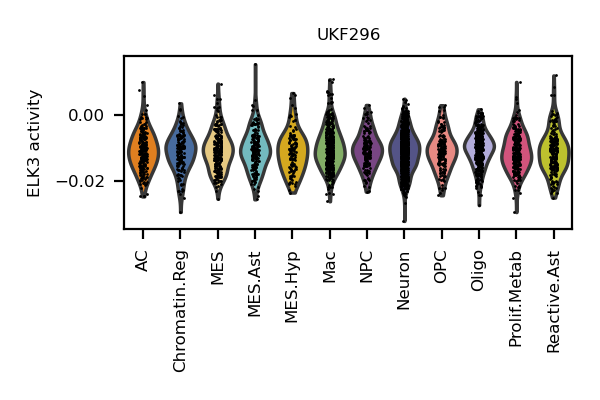 UKF296
ELK3 activity
0.00
−0.02
AC
Chromatin.Reg
MES
MES.Ast
MES.Hyp
Mac
NPC
Neuron
OPC
Oligo
Prolif.Metab
Reactive.Ast